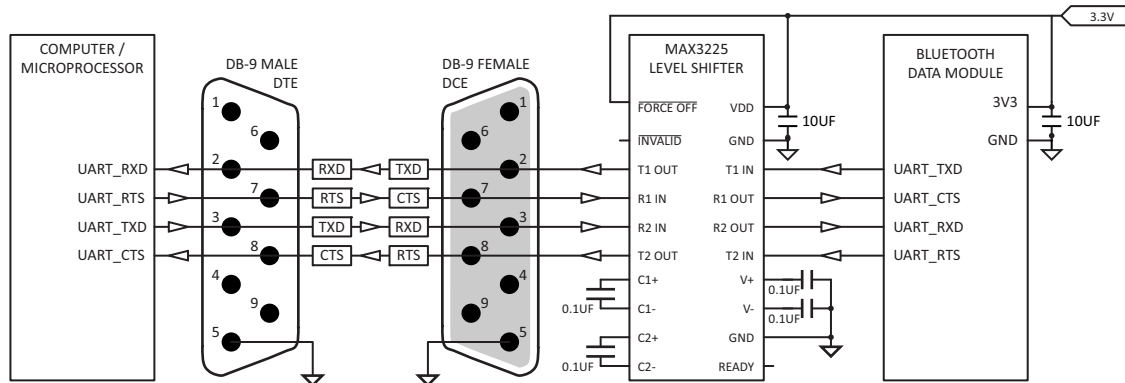 3.3V
COMPUTER /
MICROPROCESSOR
UART_RXD
UART_RTS
UART_TXD
UART_CTS
DB-9 MALE
DTE
1
6
2
7
3
8
4
9
5
RXD
RTS
TXD
CTS
TXD
CTS
RXD
RTS
DB-9 FEMALE
DCE
1
6
2
7
3
8
4
9
5
MAX3225
LEVEL SHIFTER
FORCE OFF
INVALID
T1 OUT
R1 IN
R2 IN
T2 OUT
C1+
C1-
C2+
C2-
0.1UF
0.1UF
VDD
GND
T1 IN
R1 OUT
R2 OUT
T2 IN
V+
V-
GND
READY
10UF
0.1UF
0.1UF
BLUETOOTH
DATA MODULE
3V3
GND
UART_TXD
UART_CTS
UART_RXD
UART_RTS
10UF